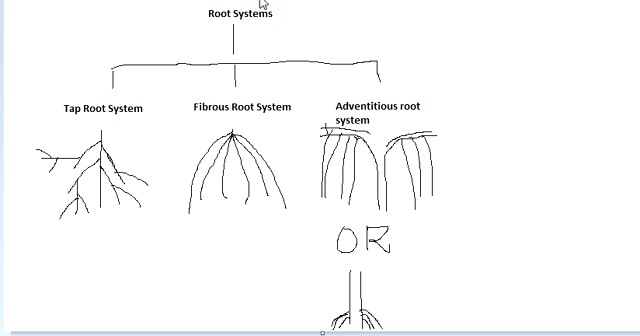 Root Systems
Tap Root System
Fibrous Root System
Adventitious root
system
OR